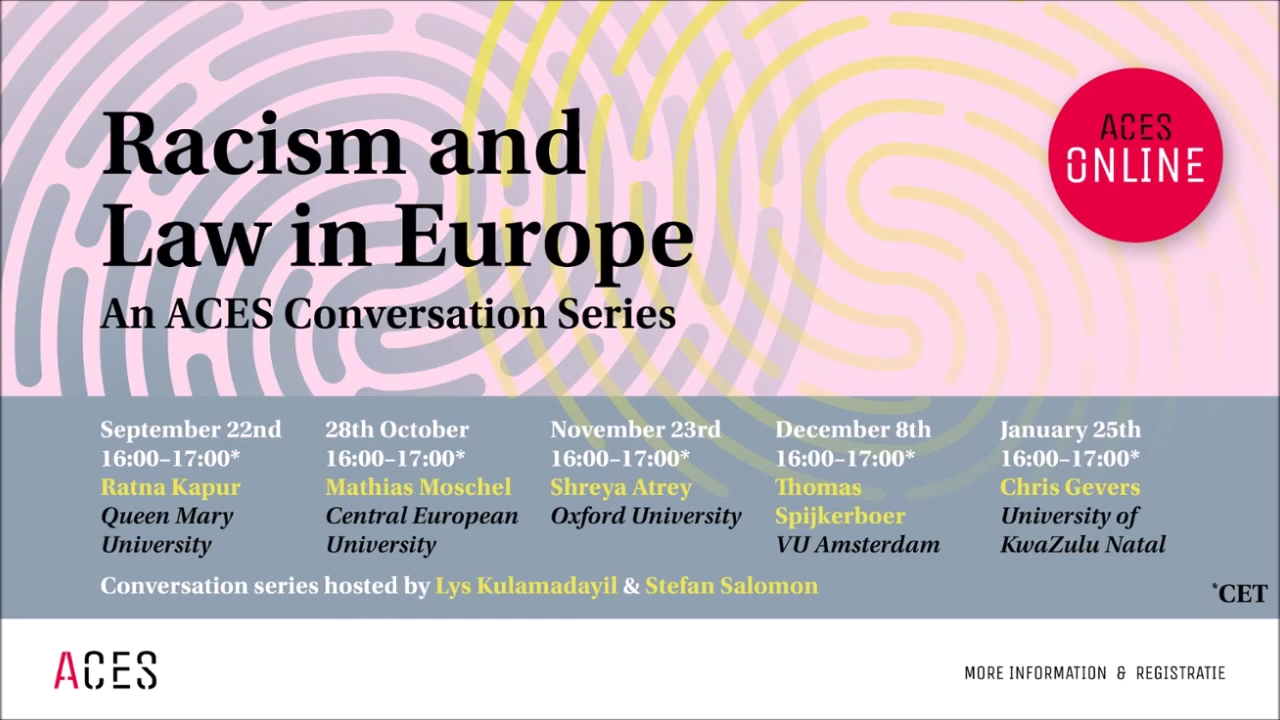 Racism and
Law in Europe
An ACES Conversation Series
ACES
ONLINE
September 22nd
16:00–17:00*
Ratna Kapur
Queen Mary
University
28th October
16:00–17:00*
Mathias Moschel
Central European
University
November 23rd
16:00–17:00*
Shreya Atrey
Oxford University
December 8th
16:00–17:00*
Thomas
Spijkerboer
VU Amsterdam
January 25th
16:00–17:00*
Chris Gevers
University of
KwaZulu Natal
Conversation series hosted by Lys Kulamadayil & Stefan Salomon
*CET
ACES
MORE INFORMATION & REGISTRATIE